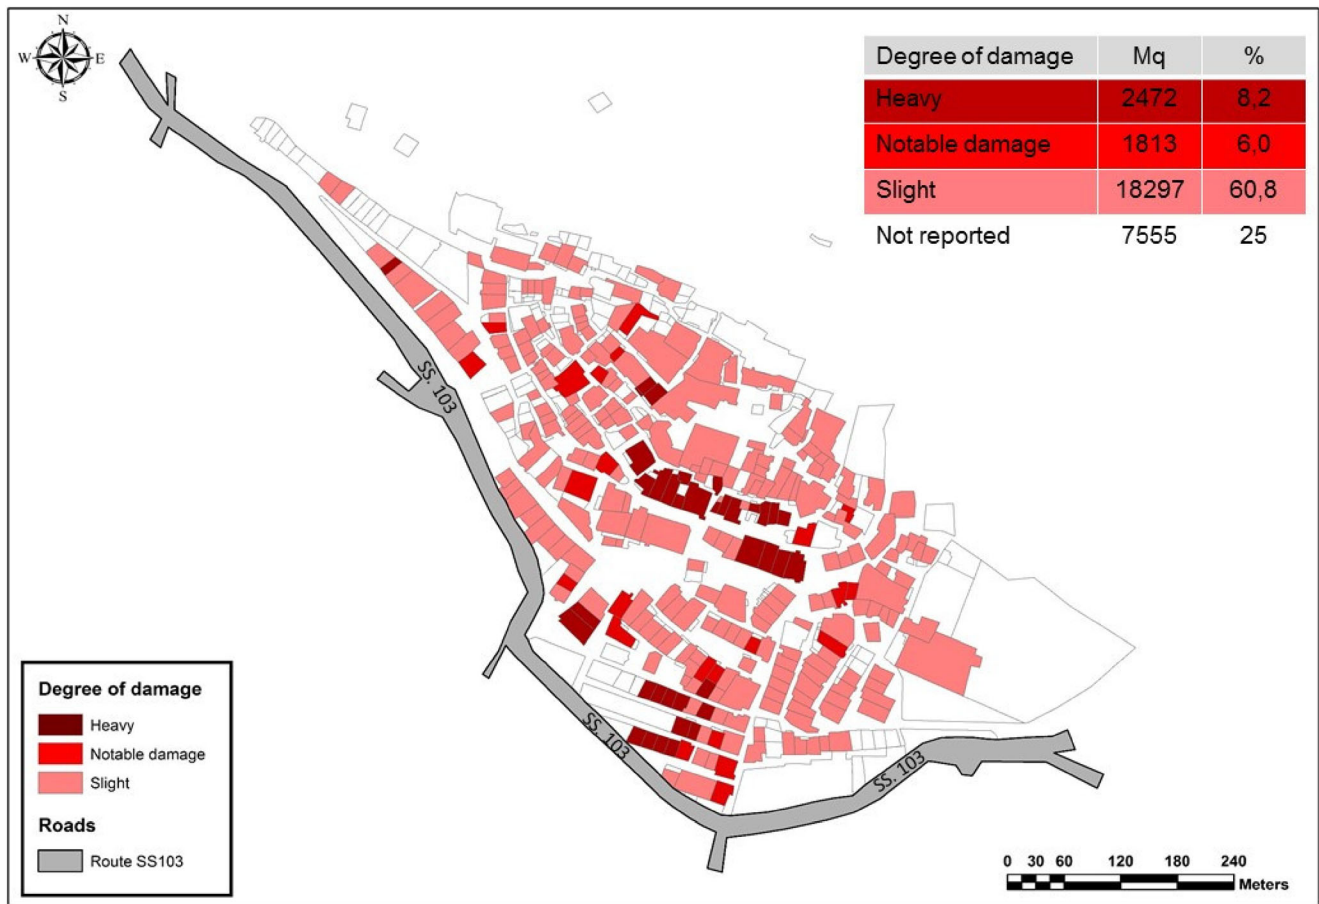 N
W E
S
Degree of damage Mq %
Heavy 2472 8,2
Notable damage 1813 6,0
Slight 18297 60,8
Not reported 7555 25
SS. 103
SS. 103
SS. 103
Degree of damage
Heavy
Notable damage
Slight
Roads
Route SS103
0 30 60 120 180 240
Meters